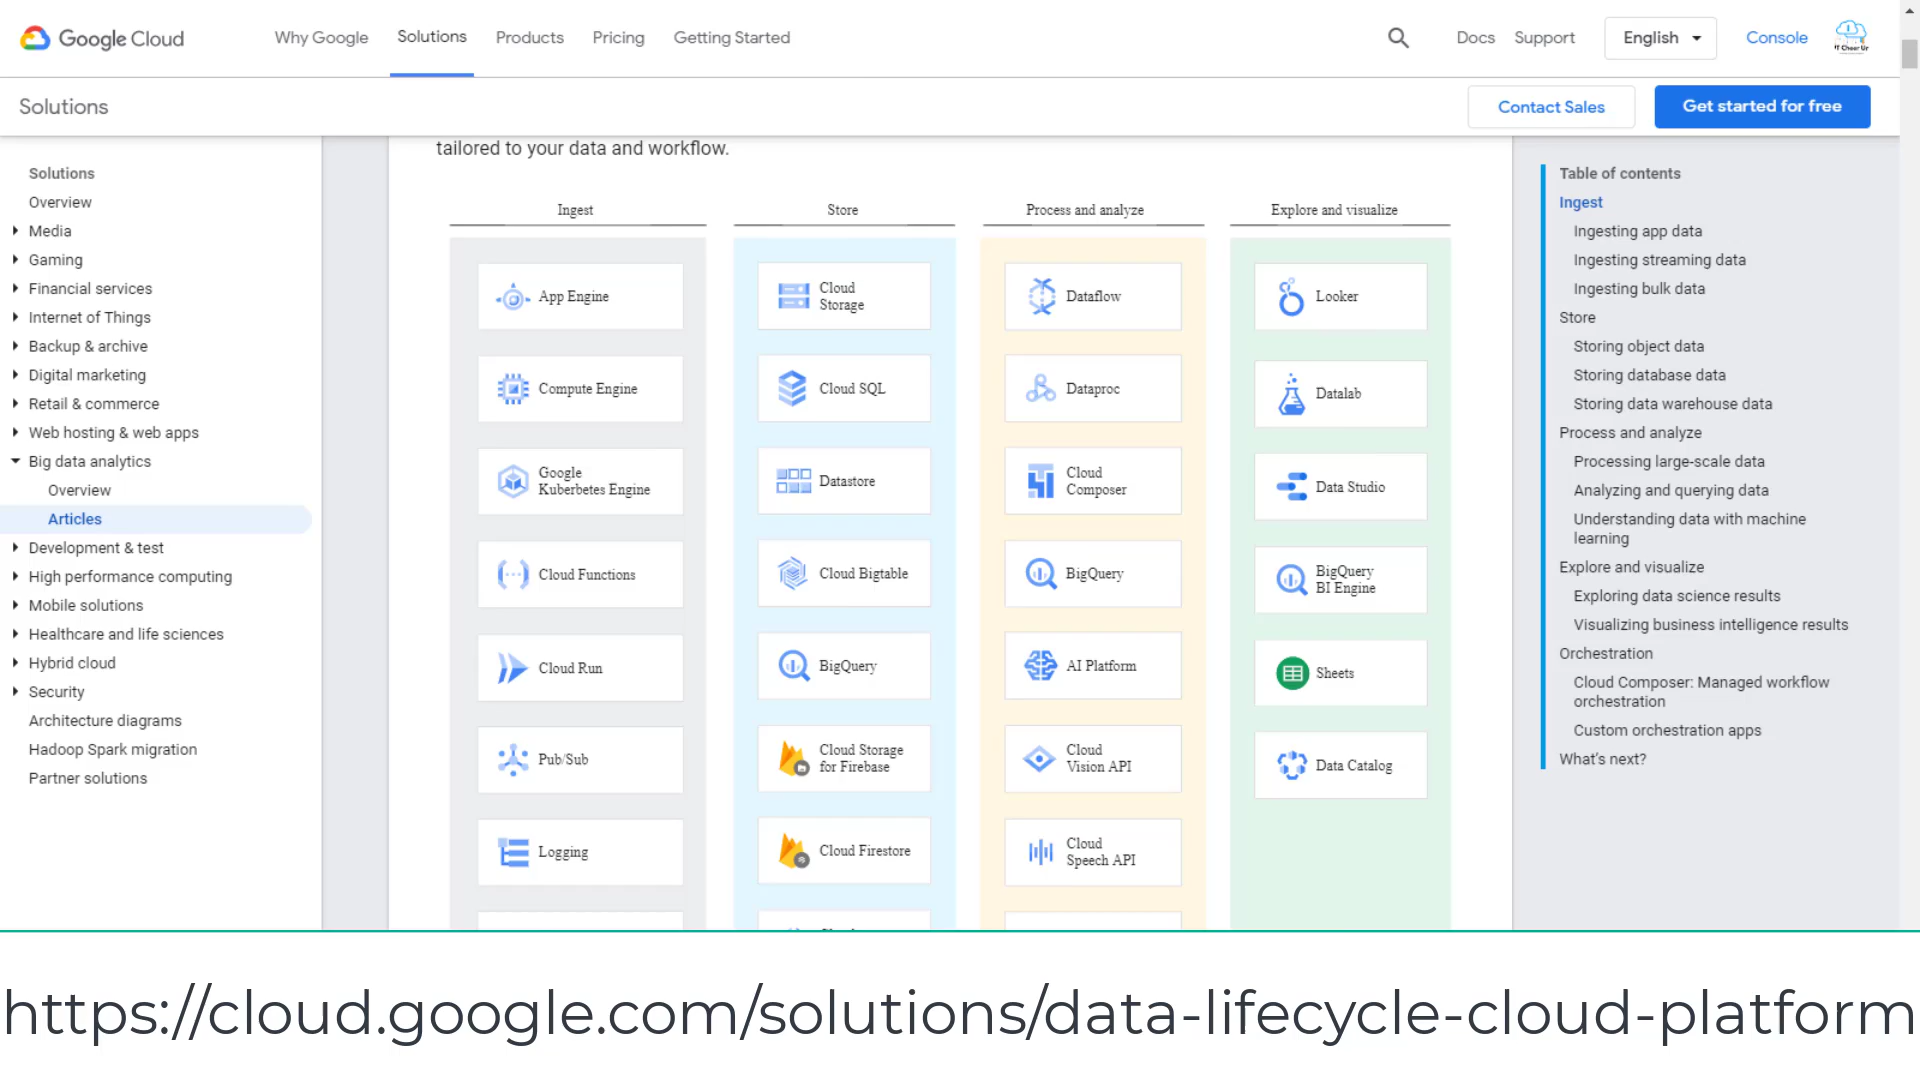 Google Cloud
Why Google
Solutions
Products
Pricing
Getting Started
Docs
Support
English
Console
IT Cheer Up
Solutions
Contact Sales
Get started for free
Solutions
Overview
Media
Gaming
Financial services
Internet of Things
Backup & archive
Digital marketing
Retail & commerce
Web hosting & web apps
Big data analytics
Overview
Articles
Development & test
High performance computing
Mobile solutions
Healthcare and life sciences
Hybrid cloud
Security
Architecture diagrams
Hadoop Spark migration
Partner solutions
tailored to your data and workflow.
Ingest
App Engine
Compute Engine
Google
Kuberbetes Engine
Cloud Functions
Cloud Run
Pub/Sub
Logging
Store
Cloud
Storage
Cloud SQL
Datastore
Cloud Bigtable
BigQuery
Cloud Storage
for Firebase
Cloud Firestore
Process and analyze
Dataflow
Dataproc
Cloud
Composer
BigQuery
AI Platform
Cloud
Vision API
Cloud
Speech API
Explore and visualize
Looker
Datalab
Data Studio
BigQuery
BI Engine
Sheets
Data Catalog
Table of contents
Ingest
Ingesting app data
Ingesting streaming data
Ingesting bulk data
Store
Storing object data
Storing database data
Storing data warehouse data
Process and analyze
Processing large-scale data
Analyzing and querying data
Understanding data with machine
learning
Explore and visualize
Exploring data science results
Visualizing business intelligence results
Orchestration
Cloud Composer: Managed workflow
orchestration
Custom orchestration apps
What's next?
https://cloud.google.com/solutions/data-lifecycle-cloud-platform